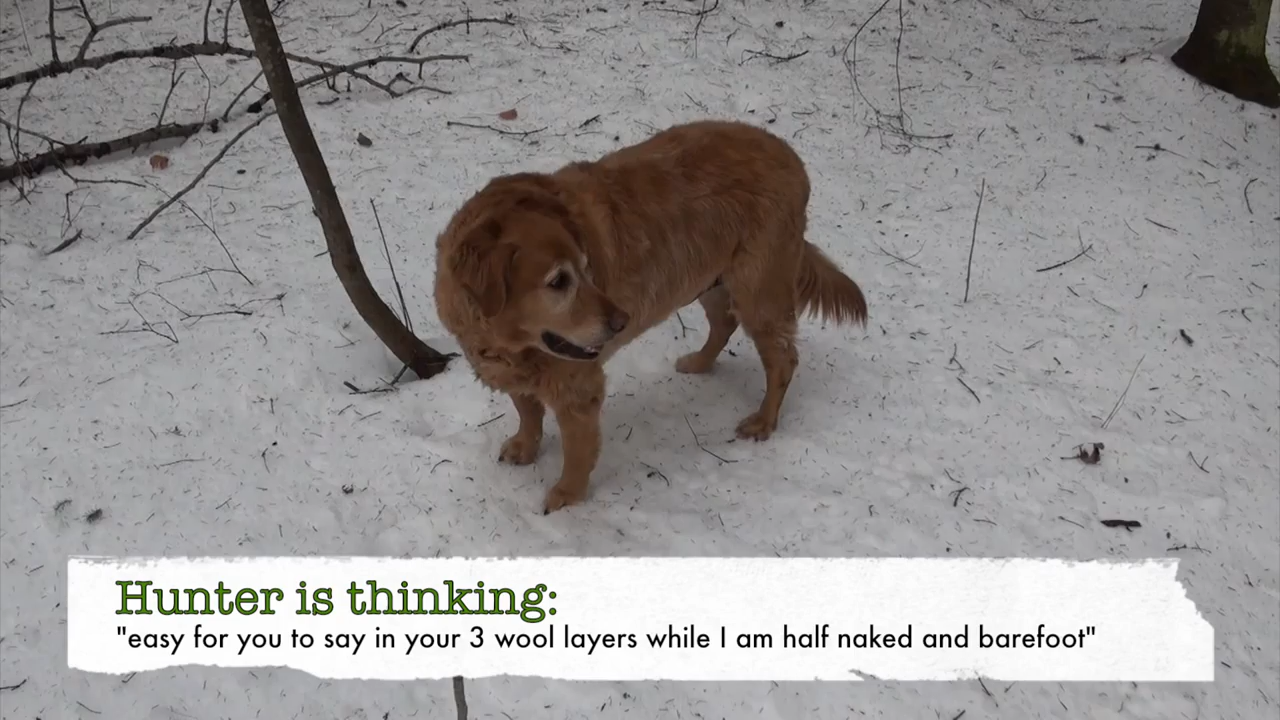 Hunter is thinking:
"easy for you to say in your 3 wool layers while I am half naked and barefoot"